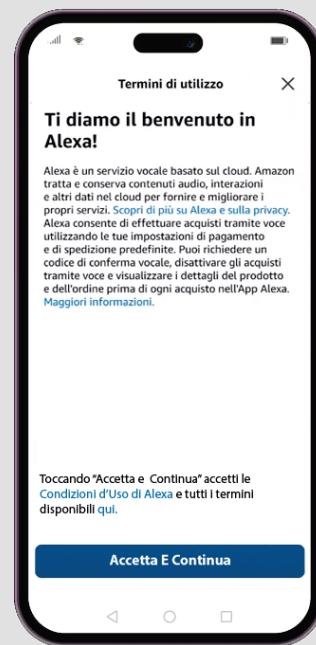 Termini di utilizzo
Ti diamo il benvenuto in
Alexa!
Alexa è un servizio vocale basato sul cloud. Amazon
tratta e conserva contenuti audio, interazioni
e altri dati nel cloud per fornire e migliorare i
propri servizi. Scopri di più su Alexa e sulla privacy.
Alexa consente di effettuare acquisti tramite voce
utilizzando le tue impostazioni di pagamento
e di spedizione predefinite. Puoi richiedere un
codice di conferma vocale, disattivare gli acquisti
tramite voce e visualizzare i dettagli del prodotto
e dell'ordine prima di ogni acquisto nell'App Alexa.
Maggiori informazioni.
Toccando “Accetta e Continua” accetti le
Condizioni d'Uso di Alexa e tutti i termini
disponibili qui.
Accetta E Continua